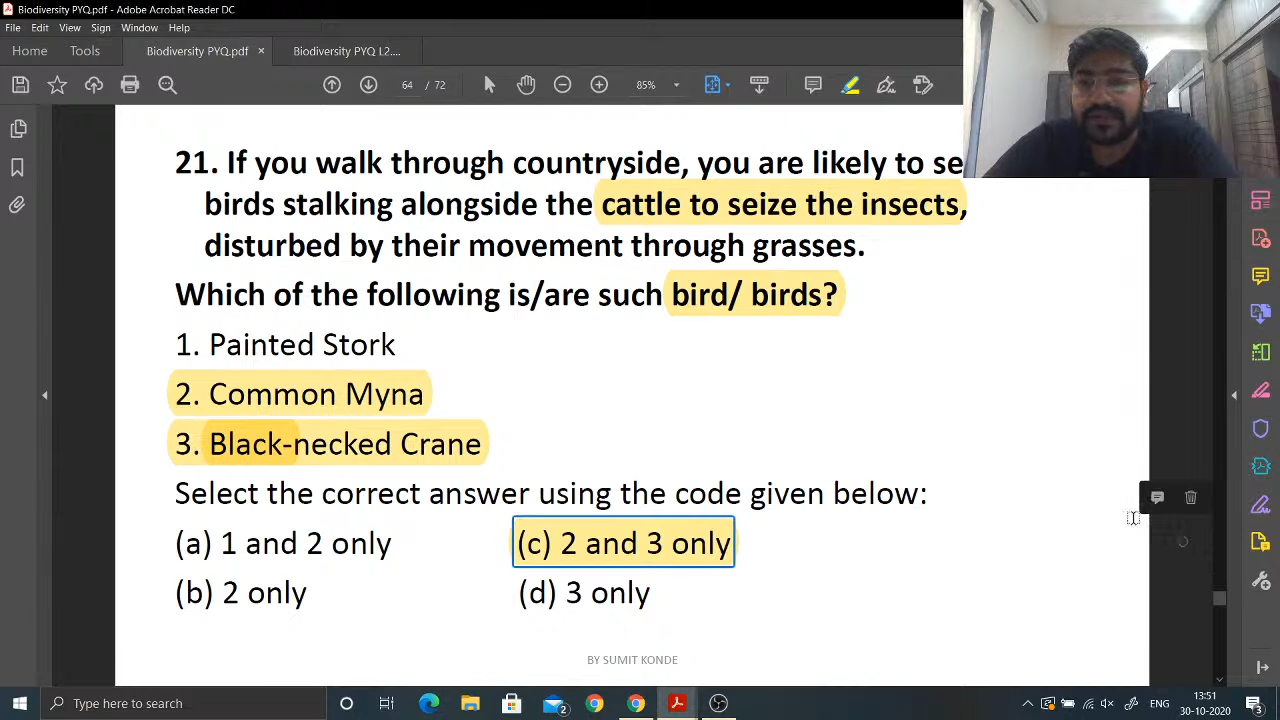 Biodiversity PYQ.pdf - Adobe Acrobat Reader DC
File Edit View Sign Window Help
Home Tools Biodiversity PYQ.pdf × Biodiversity PYQ L2....
64 / 72 85%
21. If you walk through countryside, you are likely to se
birds stalking alongside the cattle to seize the insects,
disturbed by their movement through grasses.
Which of the following is/are such bird/ birds?
1. Painted Stork
2. Common Myna
3. Black-necked Crane
Select the correct answer using the code given below:
(a) 1 and 2 only (c) 2 and 3 only
(b) 2 only (d) 3 only
BY SUMIT KONDE
Type here to search
2
ENG
13:51
30-10-2020
3